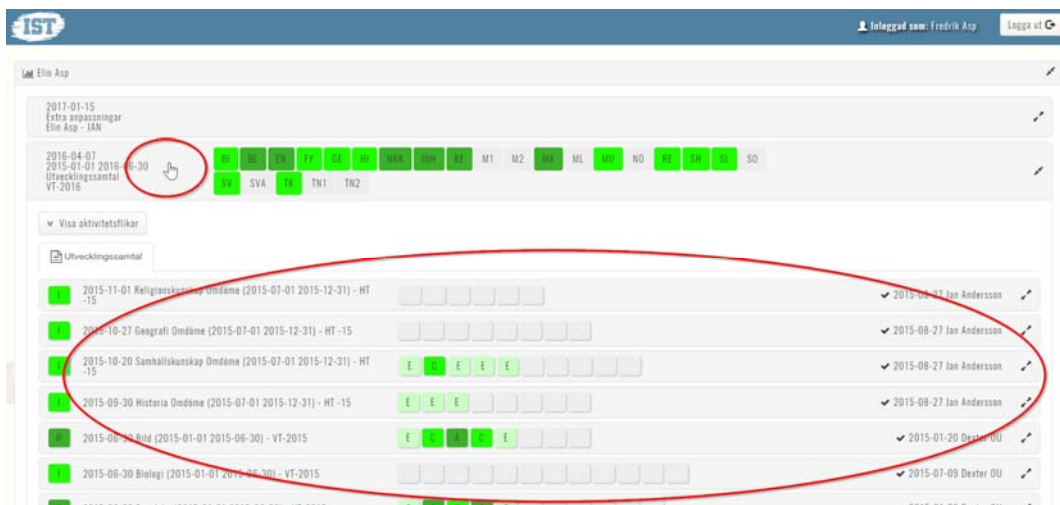 IST
Inloggad som: Fredrik Asp
Logga ut
Elin Asp
2017-01-15
Extra anpassningar
Elin Asp - JAN
2016-04-07
2015-01-01 2016-06-30
Utvecklingssamtal
VT-2016
BI BL EN FY GE HI HKK IDH KE M1 M2 MA ML MU NO RE SH SL SO
SV SVA TK TN1 TN2
Visa aktivitetsflikar
Utvecklingssamtal
I 2015-11-01 Religionskunskap Omdöme (2015-07-01 2015-12-31) - HT
-15
2015-08-27 Jan Andersson
I 2015-10-27 Geografi Omdöme (2015-07-01 2015-12-31) - HT -15
2015-08-27 Jan Andersson
I 2015-10-20 Samhällskunskap Omdöme (2015-07-01 2015-12-31) - HT
-15
E C E E E
2015-08-27 Jan Andersson
I 2015-09-30 Historia Omdöme (2015-07-01 2015-12-31) - HT -15
E E E
2015-08-27 Jan Andersson
2015-06-30 Bild (2015-01-01 2015-06-30) - VT-2015
E C A C E
2015-01-20 Dexter OU
I 2015-06-30 Biologi (2015-01-01 2015-06-30) - VT-2015
2015-07-09 Dexter OU